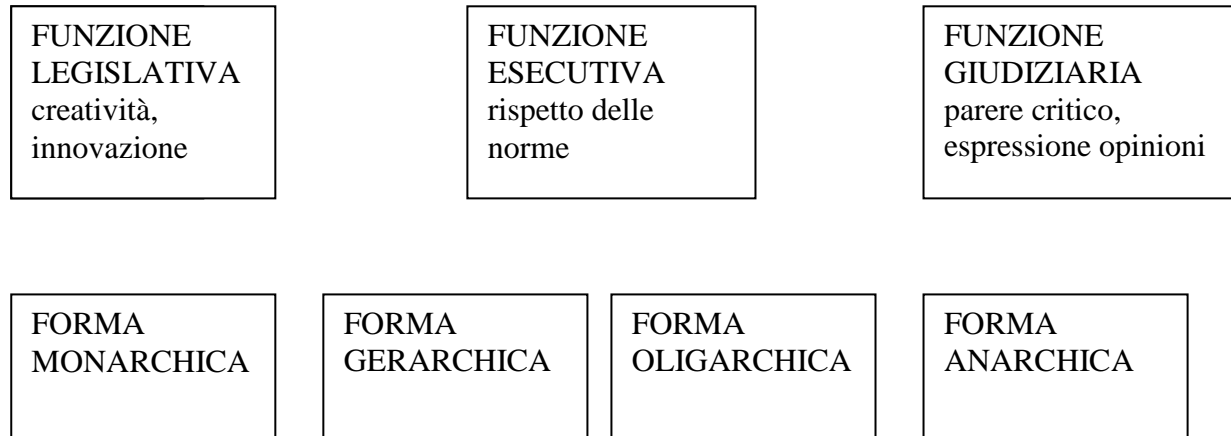 FUNZIONE
LEGISLATIVA
creatività,
innovazione
FUNZIONE
ESECUTIVA
rispetto delle
norme
FUNZIONE
GIUDIZIARIA
parere critico,
espressione opinioni
FORMA
MONARCHICA
FORMA
GERARCHICA
FORMA
OLIGARCHICA
FORMA
ANARCHICA